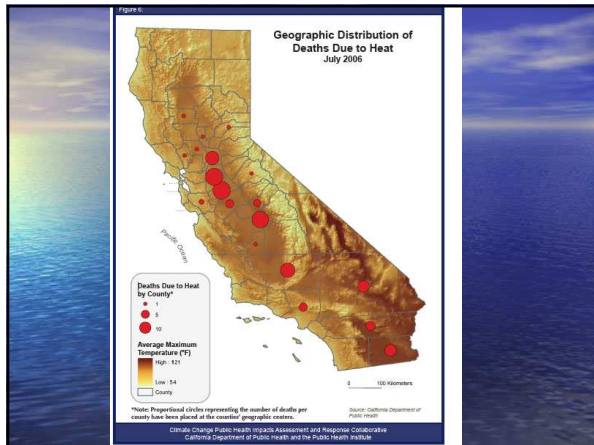 Figure 6:
Geographic Distribution of
Deaths Due to Heat
July 2006
Pacific Ocean
Deaths Due to Heat
by County*
1
5
10
Average Maximum
Temperature (°F)
High : 121
Low : 54
County
0 100 Kilometers
*Note: Proportional circles representing the number of deaths per
county have been placed at the counties' geographic centers.
Source: California Department of
Public Health
Climate Change Public Health Impacts Assessment and Response Collaborative
California Department of Public Health and the Public Health Institute